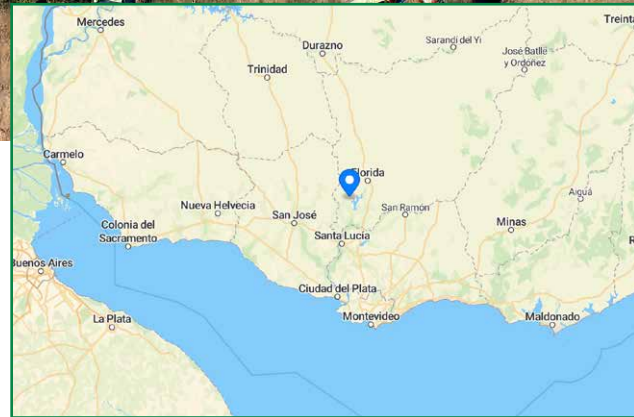 Mercedes
Treint
Sarandí del Yí
Durazno
José Batlle
y Ordóñez
Trinidad
Carmelo
Florida
Aiguá
Nueva Helvecia
San Ramón
San José
Minas
Colonia del
Sacramento
Santa Lucía
R
Buenos Aires
Ciudad del Plata
La Plata
Montevideo
Maldonado